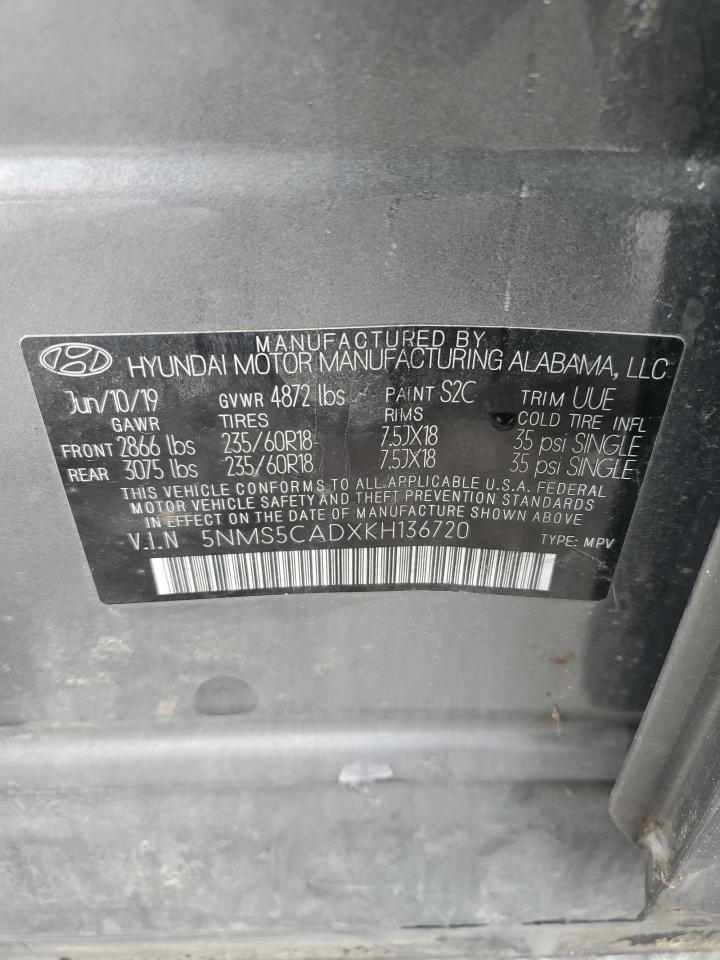 MANUFACTURED BY
HYUNDAI MOTOR MANUFACTURING ALABAMA, LLC
Jun/10/19 GVWR 4872 lbs PAINT S2C TRIM UUE
GAWR TIRES RIMS COLD TIRE INFL
FRONT 2866 lbs 235/60R18 7.5JX18 35 psi SINGLE
REAR 3075 lbs 235/60R18 7.5JX18 35 psi SINGLE
THIS VEHICLE CONFORMS TO ALL APPLICABLE U.S.A. FEDERAL
MOTOR VEHICLE SAFETY AND THEFT PREVENTION STANDARDS
IN EFFECT ON THE DATE OF MANUFACTURE SHOWN ABOVE
V.I.N 5NMS5CADXKH136720 TYPE: MPV